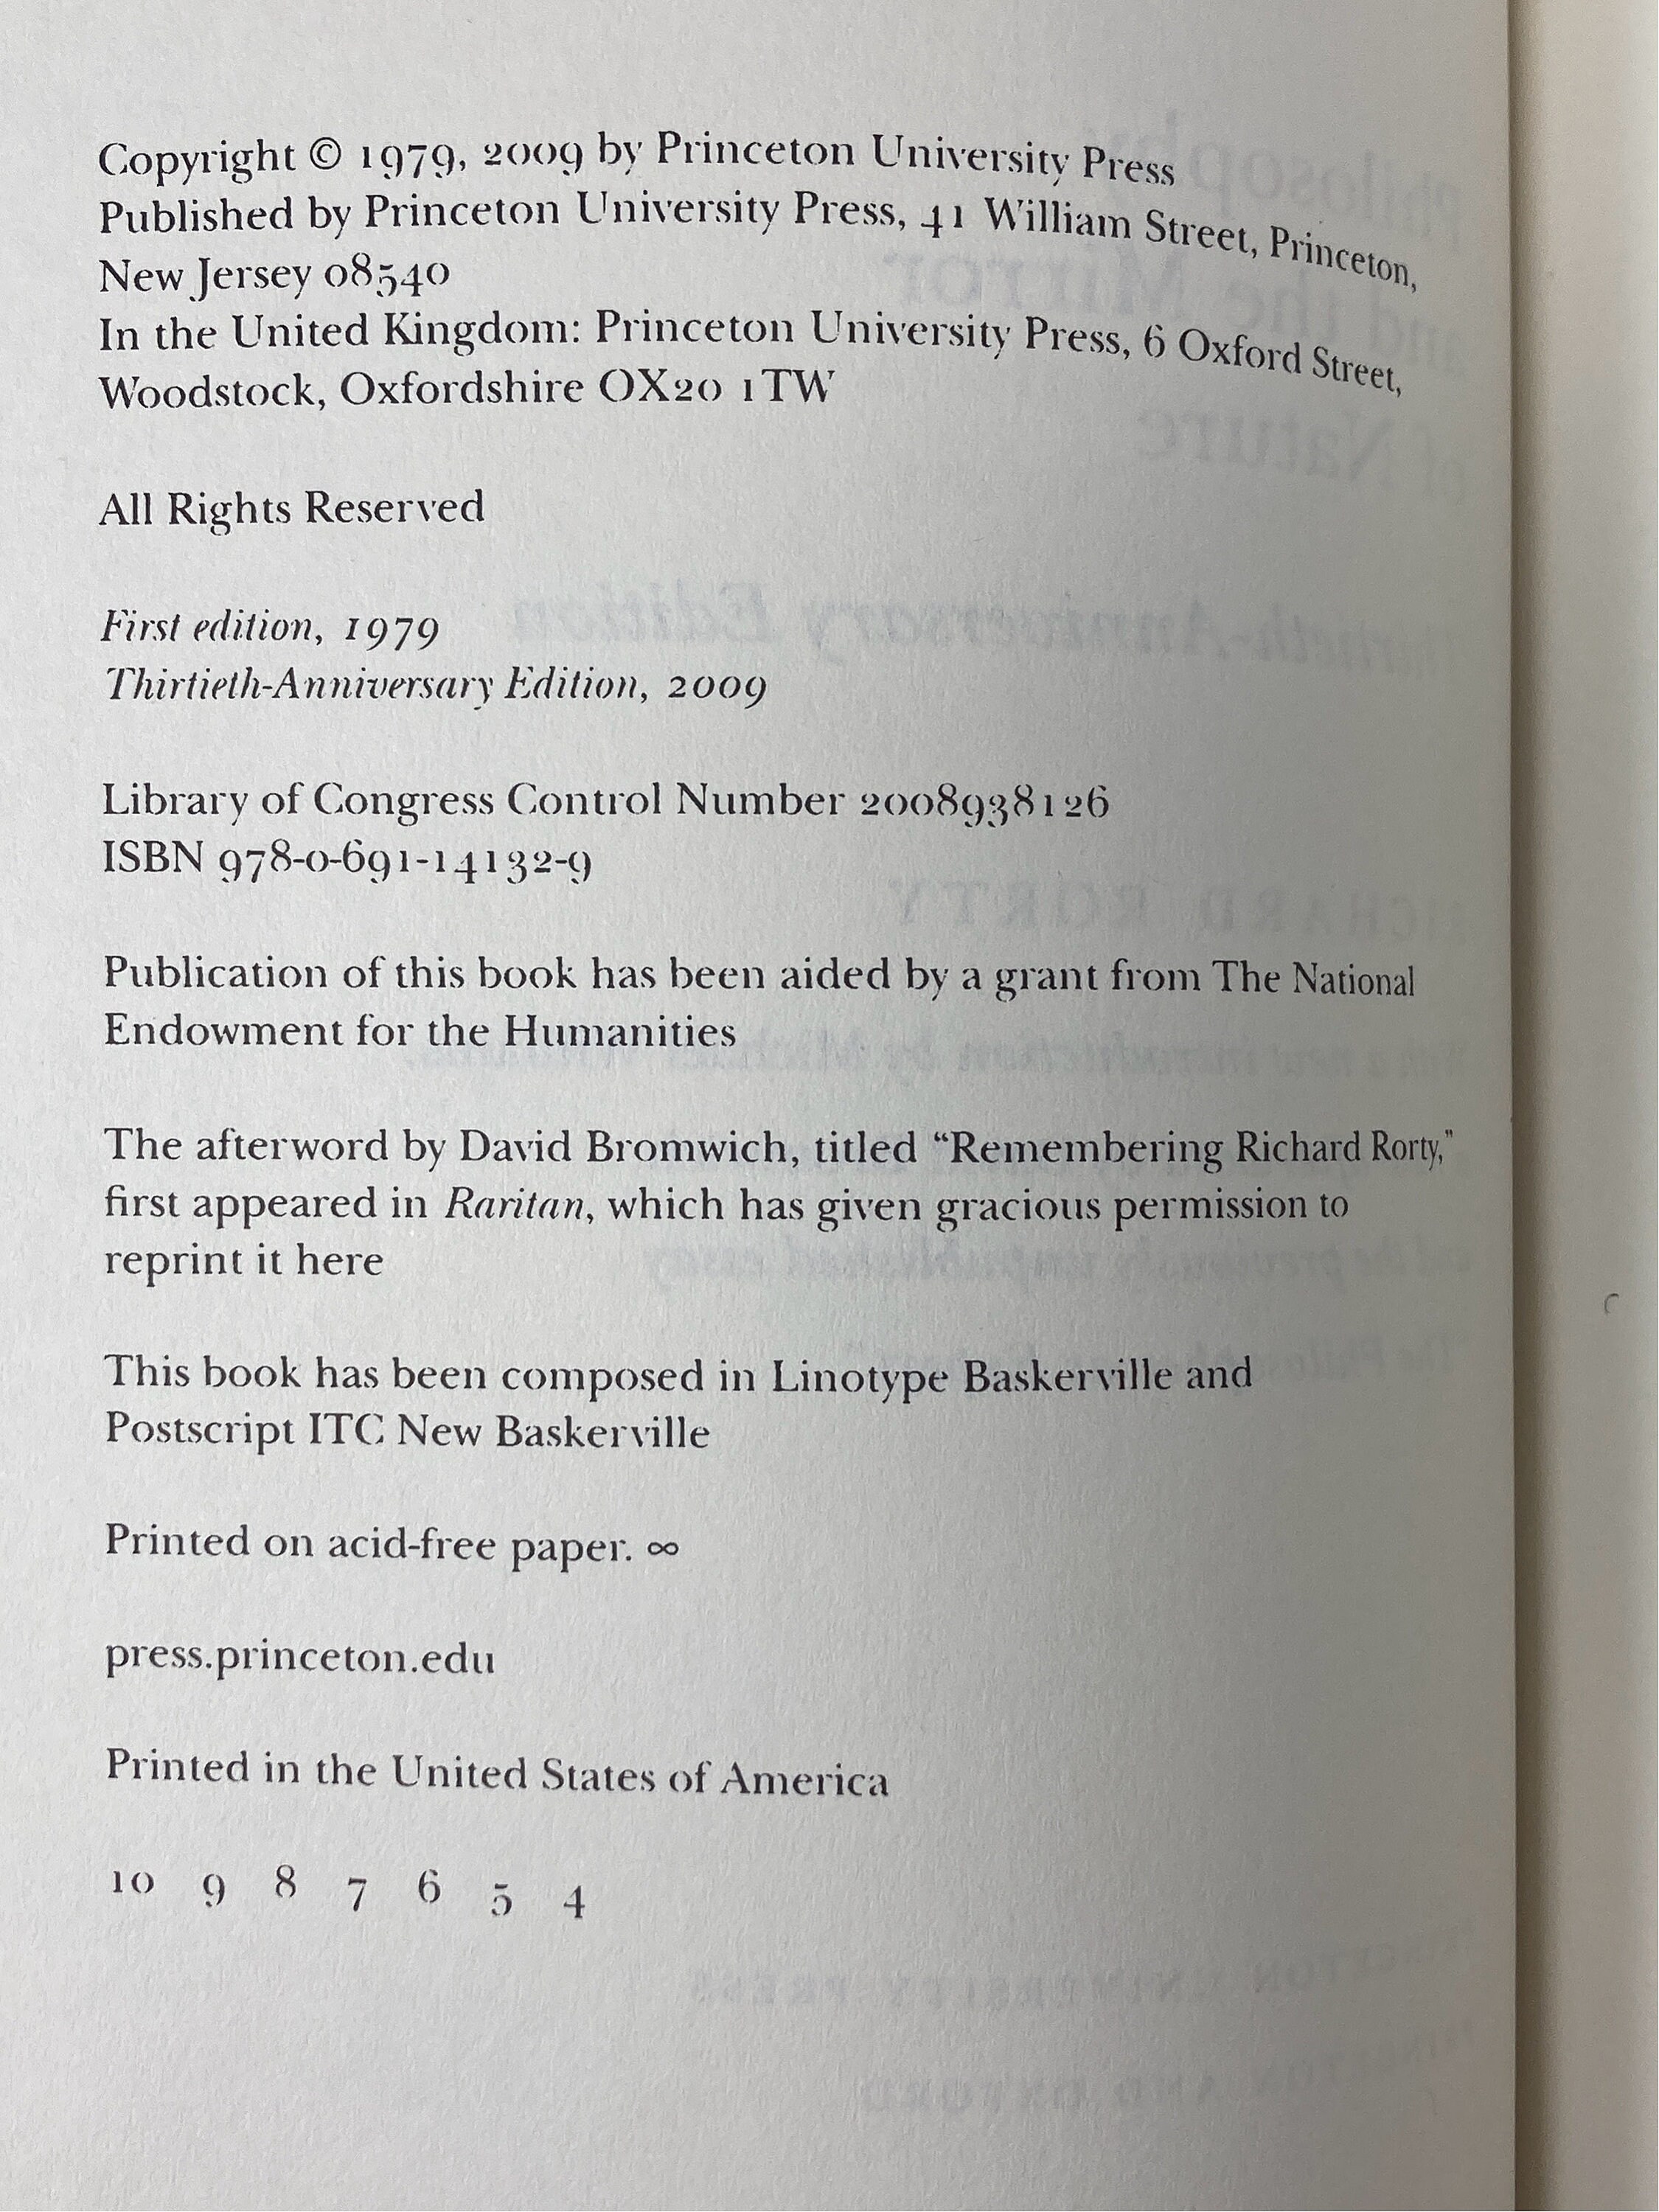 Copyright © 1979, 2009 by Princeton University Press
Published by Princeton University Press, 41 William Street, Princeton,
New Jersey 08540
In the United Kingdom: Princeton University Press, 6 Oxford Street,
Woodstock, Oxfordshire OX20 1TW
All Rights Reserved
First edition, 1979
Thirtieth-Anniversary Edition, 2009
Library of Congress Control Number 2008938126
ISBN 978-0-691-14132-9
Publication of this book has been aided by a grant from The National
Endowment for the Humanities
The afterword by David Bromwich, titled “Remembering Richard Rorty,”
first appeared in Raritan, which has given gracious permission to
reprint it here
This book has been composed in Linotype Baskerville and
Postscript ITC New Baskerville
Printed on acid-free paper. ∞
press.princeton.edu
Printed in the United States of America
10 9 8 7 6 5 4